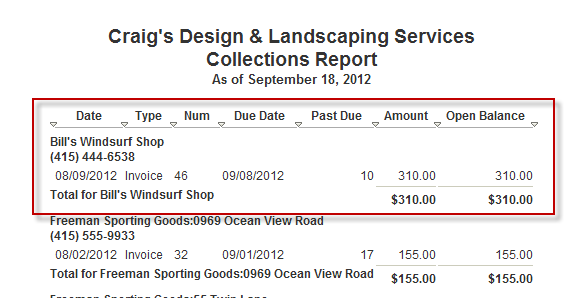 Craig's Design & Landscaping Services
Collections Report
As of September 18, 2012
Date Type Num Due Date Past Due Amount Open Balance
Bill's Windsurf Shop
(415) 444-6538
08/09/2012 Invoice 46 09/08/2012 10 310.00 310.00
Total for Bill's Windsurf Shop $310.00 $310.00
Freeman Sporting Goods:0969 Ocean View Road
(415) 555-9933
08/02/2012 Invoice 32 09/01/2012 17 155.00 155.00
Total for Freeman Sporting Goods:0969 Ocean View Road $155.00 $155.00
Freeman Sporting Goods:55 Twin Lane